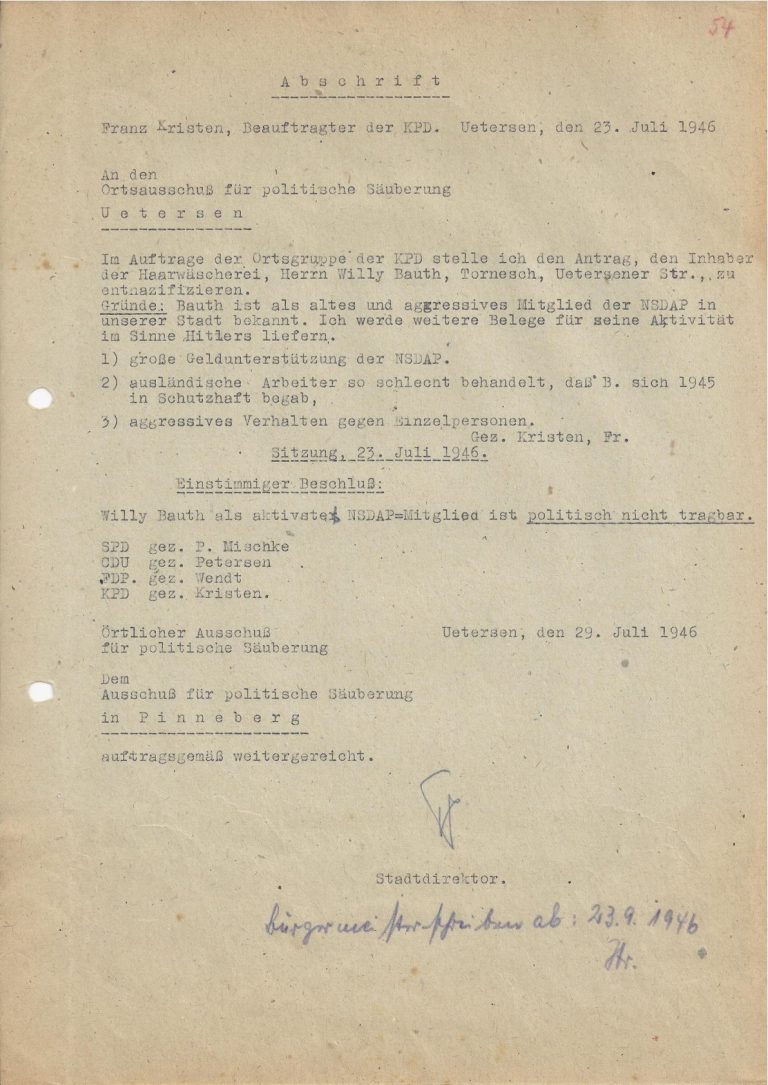 54
Abschrift
Franz Kristen, Beauftragter der KPD. Uetersen, den 23. Juli 1946
An den
Ortsausschuß für politische Säuberung
Uetersen
Im Auftrage der Ortsgruppe der KPD stelle ich den Antrag, den Inhaber
der Haarwäscherei, Herrn Willy Bauth, Tornesch, Uetersener Str., zu
entnazifizieren.
Gründe: Bauth ist als altes und aggressives Mitglied der NSDAP in
unserer Stadt bekannt. Ich werde weitere Belege für seine Aktivität
im Sinne Hitlers liefern.
1) große Geldunterstützung der NSDAP.
2) ausländische Arbeiter so schlecht behandelt, daß B. sich 1945
in Schutzhaft begab,
3) aggressives Verhalten gegen Einzelpersonen.
Gez. Kristen, Fr.
Sitzung, 23. Juli 1946.
Einstimmiger Beschluß:
Willy Bauth als aktivstes NSDAP=Mitglied ist politisch nicht tragbar.
SPD gez. P. Mischke
CDU gez. Petersen
FDP. gez. Wendt
KPD gez. Kristen.
Örtlicher Ausschuß Uetersen, den 29. Juli 1946
für politische Säuberung
Dem
Ausschuß für politische Säuberung
in Pinneberg
auftragsgemäß weitergereicht.
Stadtdirektor.
Bürgermeisterschreiben ab: 23.9.1946